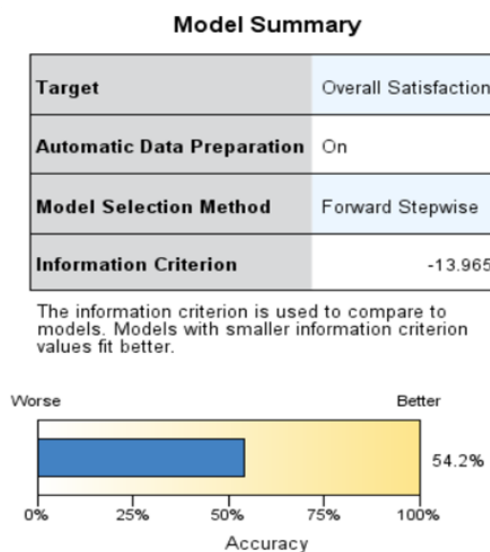 Model Summary
Target Overall Satisfaction
Automatic Data Preparation On
Model Selection Method Forward Stepwise
Information Criterion -13.965
The information criterion is used to compare to
models. Models with smaller information criterion
values fit better.
Worse Better
54.2%
0% 25% 50% 75% 100%
Accuracy